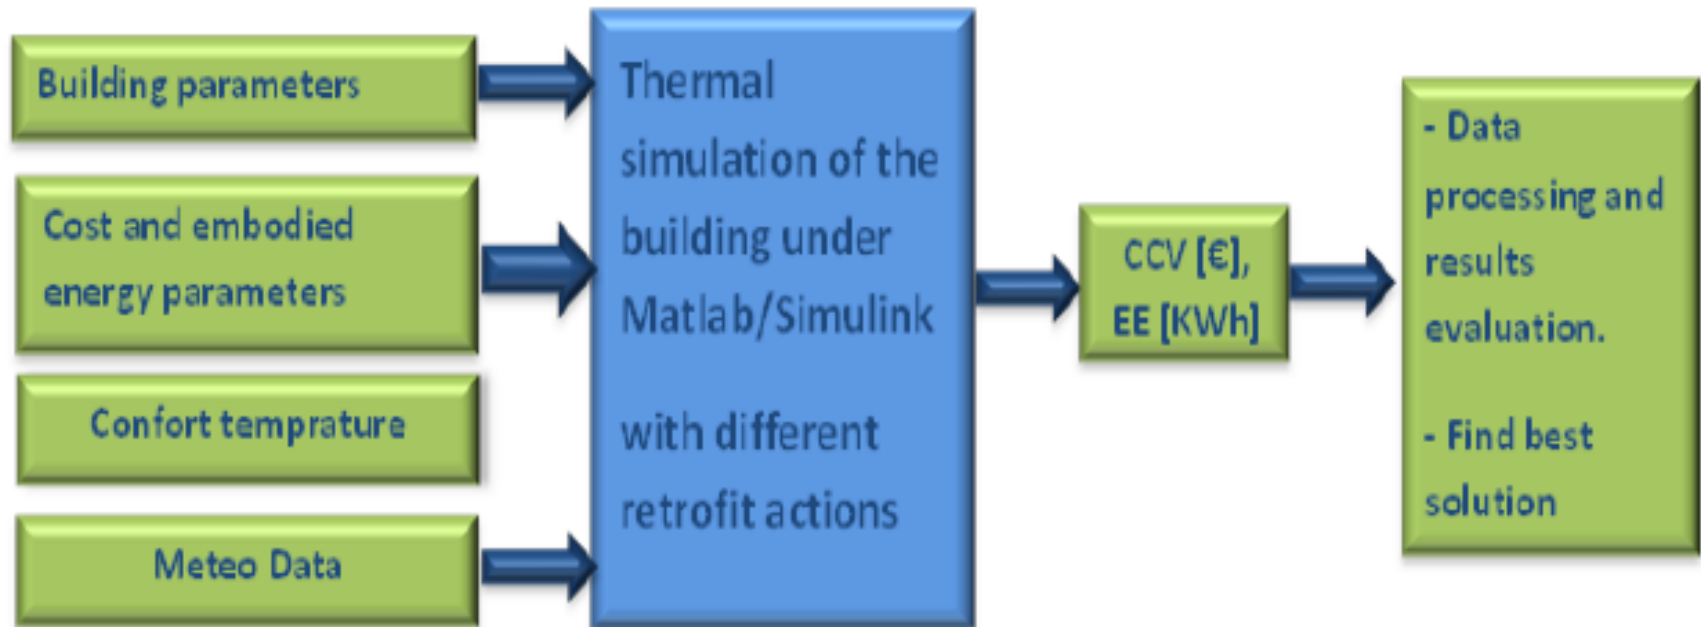 Building parameters
Cost and embodied
energy parameters
Confort temprature
Meteo Data
Thermal
simulation of the
building under
Matlab/Simulink
with different
retrofit actions
CCV [€],
EE [KWh]
- Data
processing and
results
evaluation.
- Find best
solution